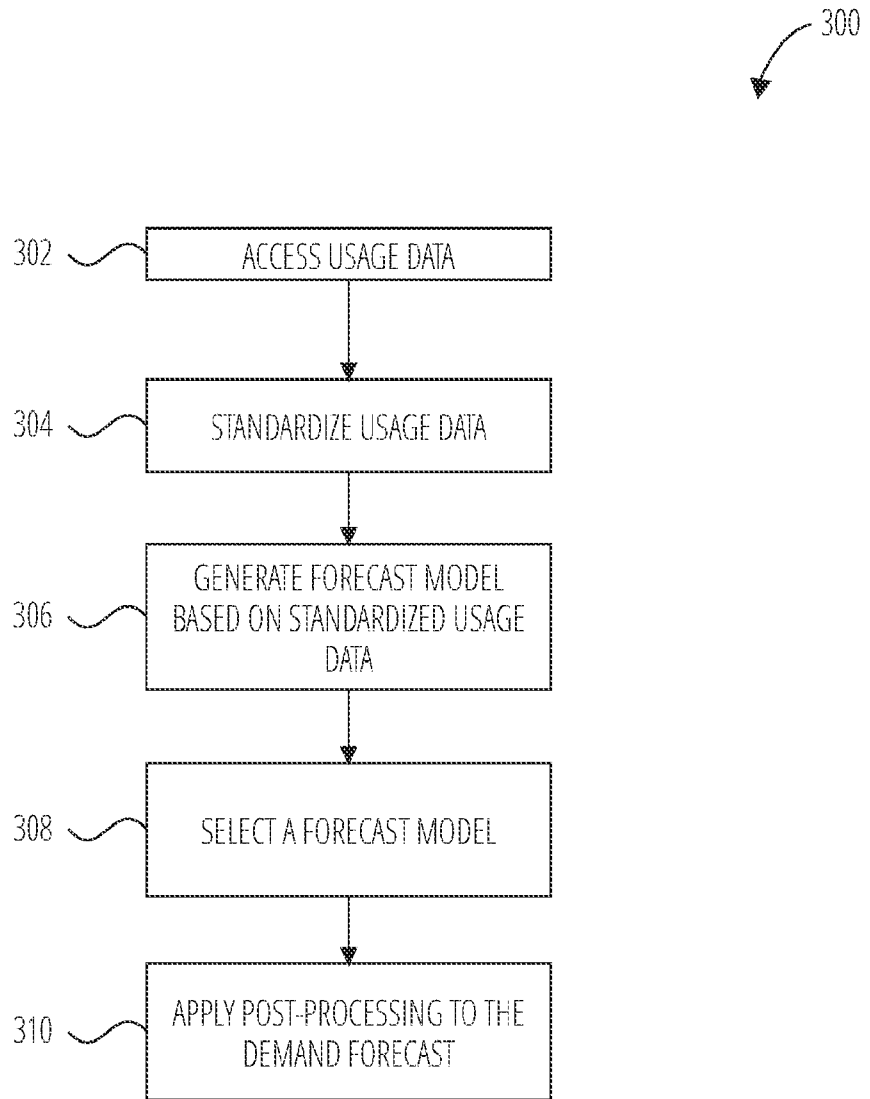 300
302
ACCESS USAGE DATA
304
STANDARDIZE USAGE DATA
306
GENERATE FORECAST MODEL
BASED ON STANDARDIZED USAGE
DATA
308
SELECT A FORECAST MODEL
310
APPLY POST-PROCESSING TO THE
DEMAND FORECAST